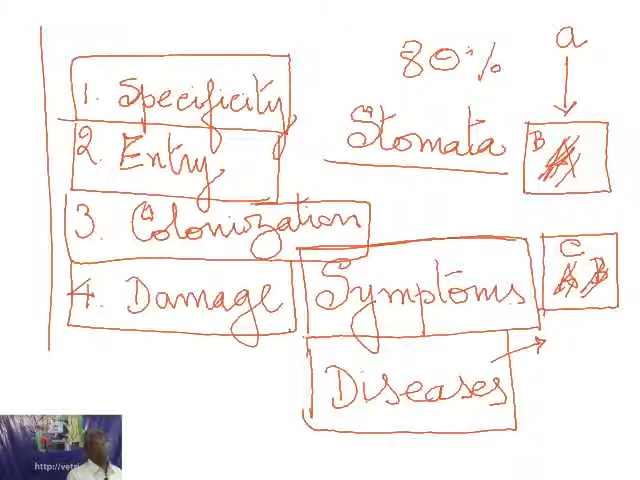 1. Specificity
2. Entry
3. Colonization
4. Damage
80%
Stomata
Symptoms
Diseases
a
B
A
C
A B